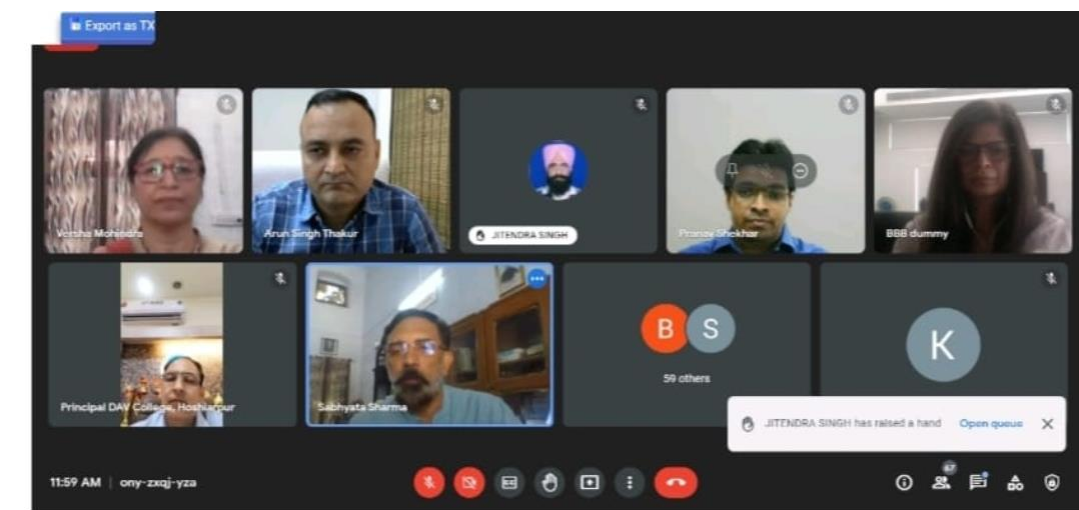 Export as TX
Versha Mohindra
Arun Singh Thakur
JITENDRA SINGH
Pranav Shekhar
BBB dummy
Principal DAV College, Hoshiarpur
Sabhyata Sharma
B S
59 others
K
JITENDRA SINGH has raised a hand Open queue
11:59 AM | ony-zxqj-yza
67